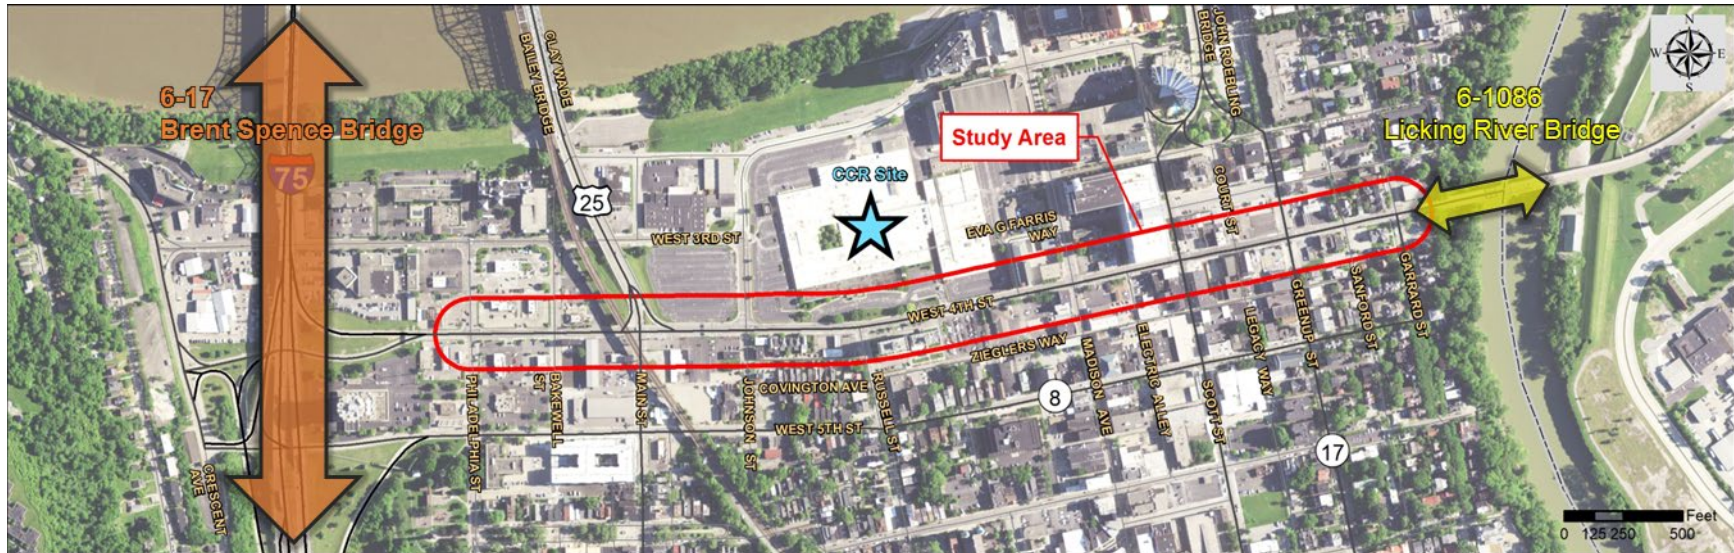 6-17
Brent Spence Bridge
75
CLAY WADE
BAILEY BRIDGE
25
CCR Site
Study Area
JOHN ROEBLING
BRIDGE
6-1086
Licking River Bridge
N
W
E
S
WEST 3RD ST
EVA G FARRIS
WAY
COURT ST
WEST 4TH ST
ZIEGLERS WAY
GARRARD ST
SANFORD ST
GREENUP ST
LEGACY WAY
SCOTT ST
ELECTRIC ALLEY
MADISON AVE
8
17
COVINGTON AVE
RUSSELL ST
JOHNSON ST
MAIN ST
BAKEWELL
ST
PHILADELPHIA ST
WEST 5TH ST
CRESCENT
AVE
Feet
0 125 250 500